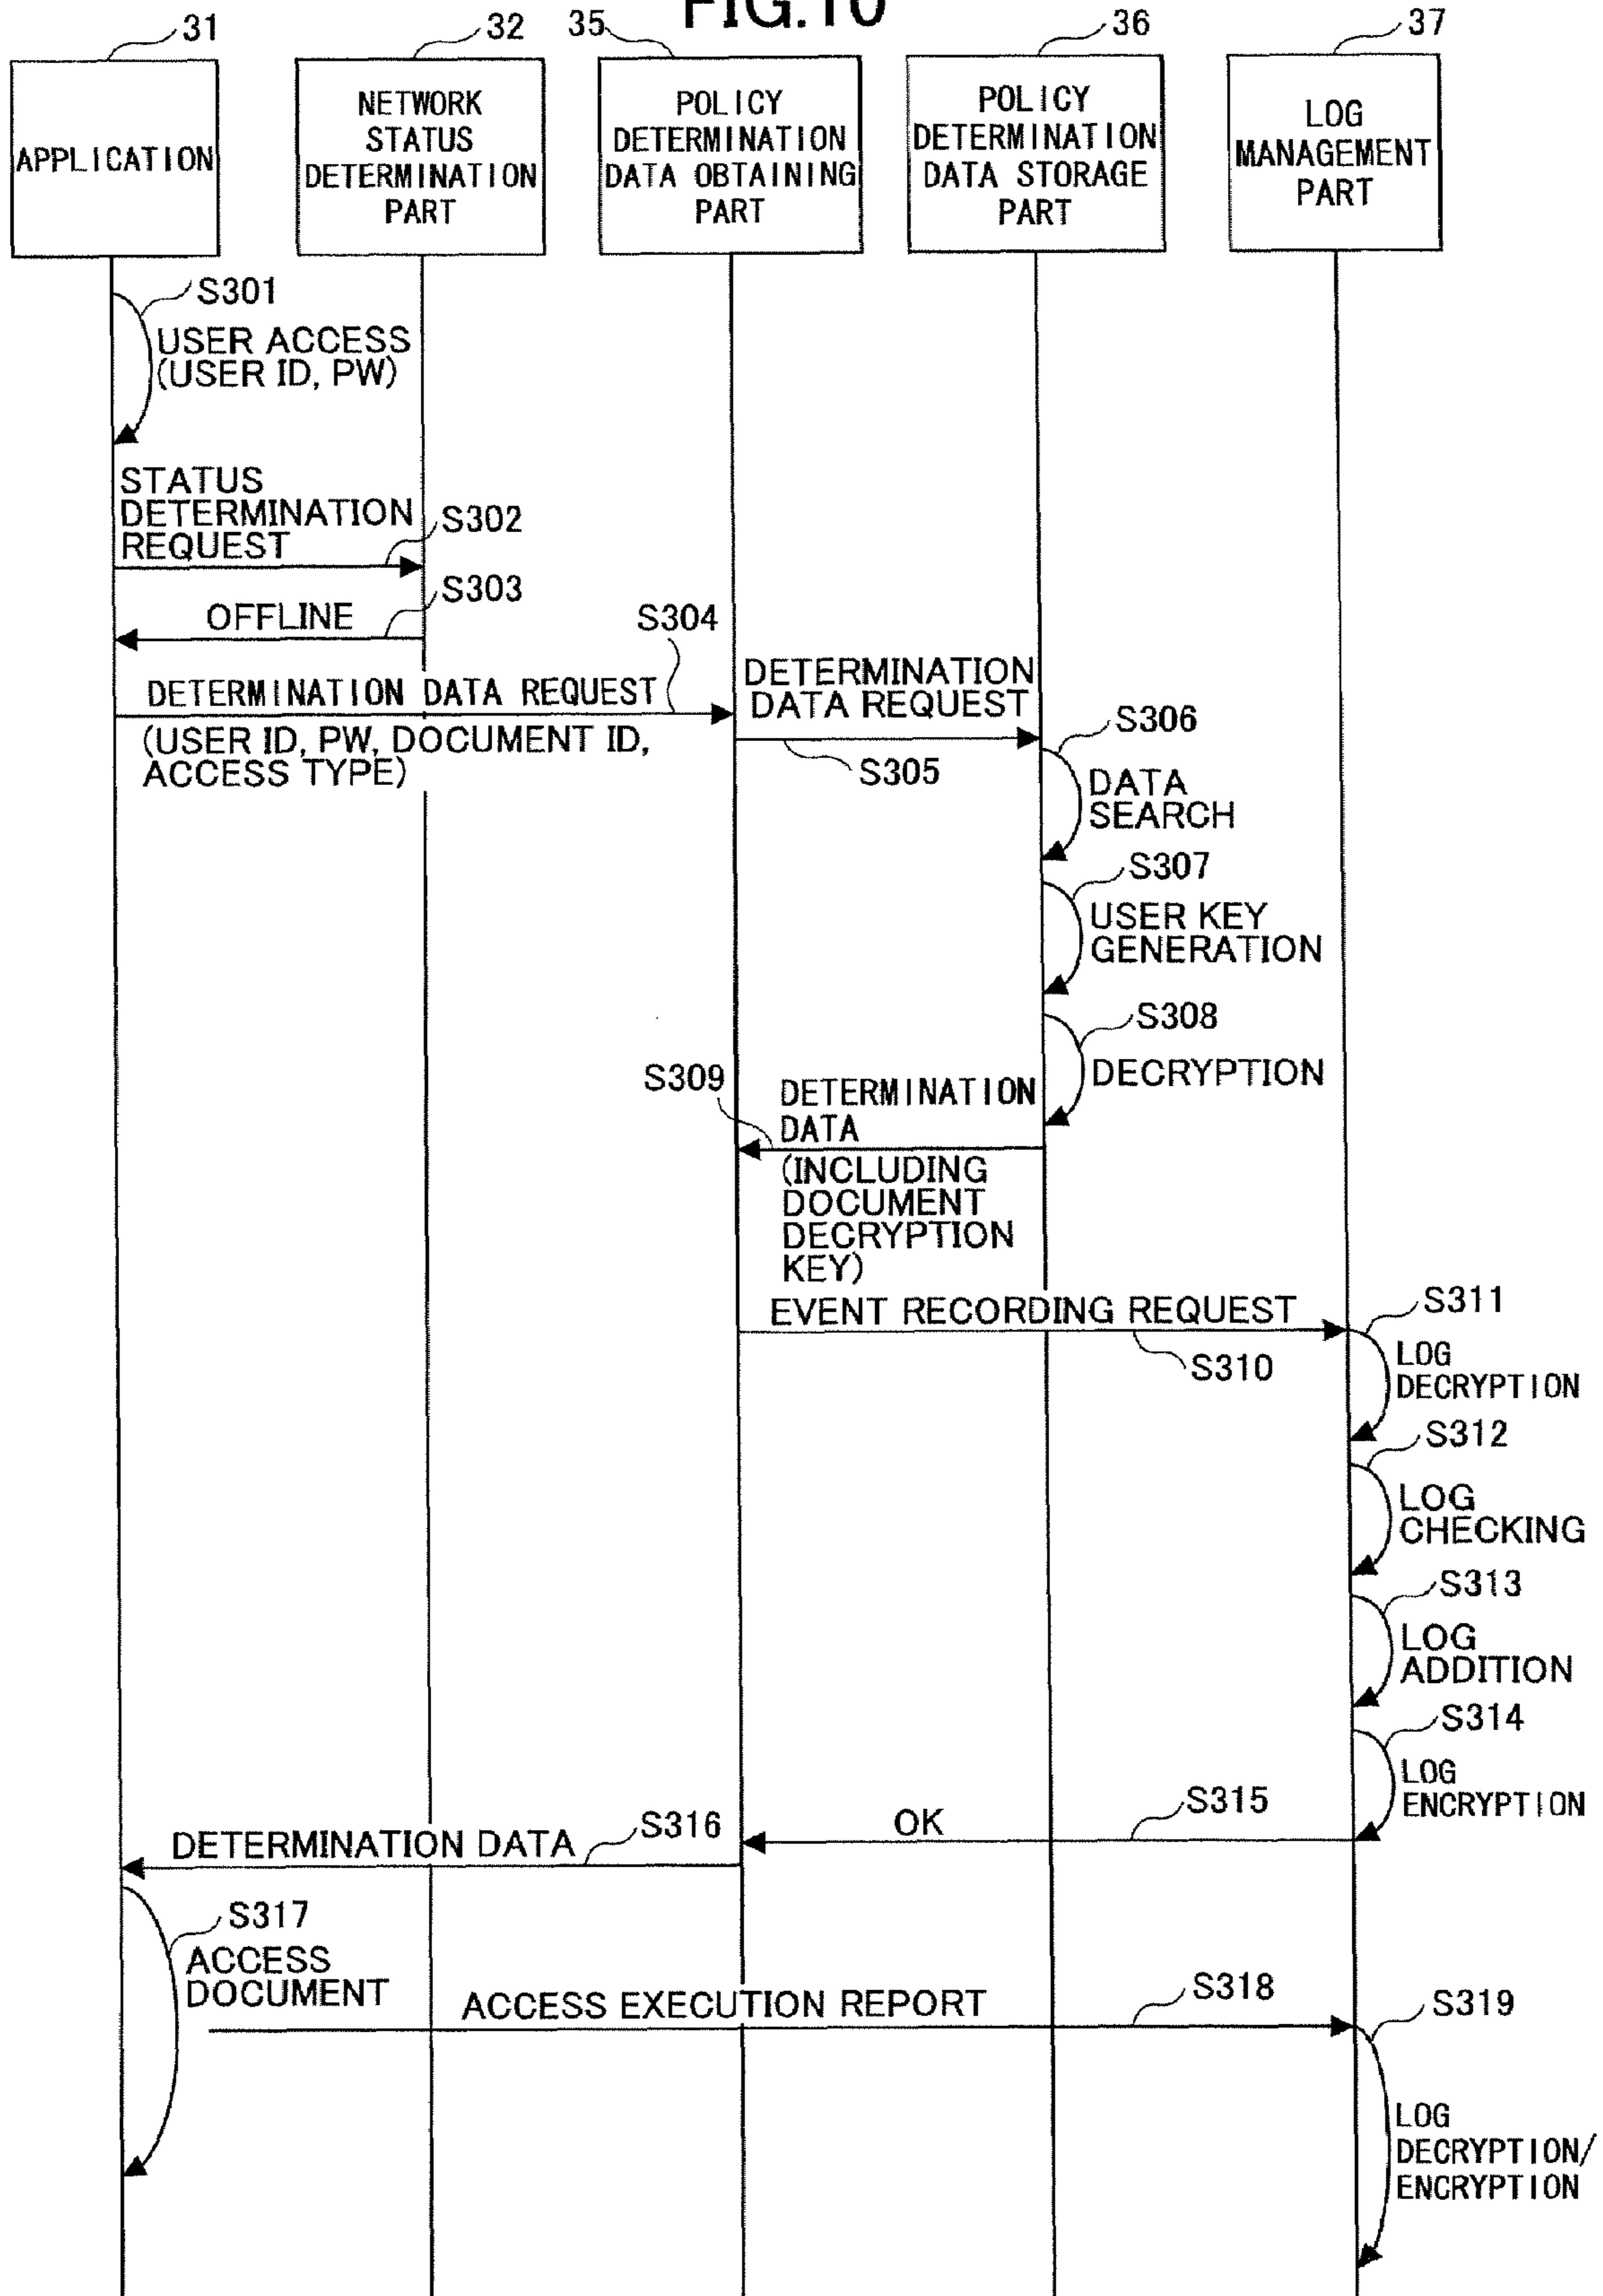 FIG.10
31
32
35
36
37
APPLICATION
NETWORK
STATUS
DETERMINATION
PART
POLICY
DETERMINATION
DATA OBTAINING
PART
POLICY
DETERMINATION
DATA STORAGE
PART
LOG
MANAGEMENT
PART
S301
USER ACCESS
(USER ID, PW)
STATUS
DETERMINATION
REQUEST
S302
OFFLINE
S303
S304
DETERMINATION DATA REQUEST
(USER ID, PW, DOCUMENT ID,
ACCESS TYPE)
DETERMINATION
DATA REQUEST
S305
S306
DATA
SEARCH
S307
USER KEY
GENERATION
S308
DECRYPTION
S309
DETERMINATION
DATA
(INCLUDING
DOCUMENT
DECRYPTION
KEY)
EVENT RECORDING REQUEST
S310
S311
LOG
DECRYPTION
S312
LOG
CHECKING
S313
LOG
ADDITION
S314
LOG
ENCRYPTION
OK
S315
DETERMINATION DATA
S316
S317
ACCESS
DOCUMENT
ACCESS EXECUTION REPORT
S318
S319
LOG
DECRYPTION/
ENCRYPTION